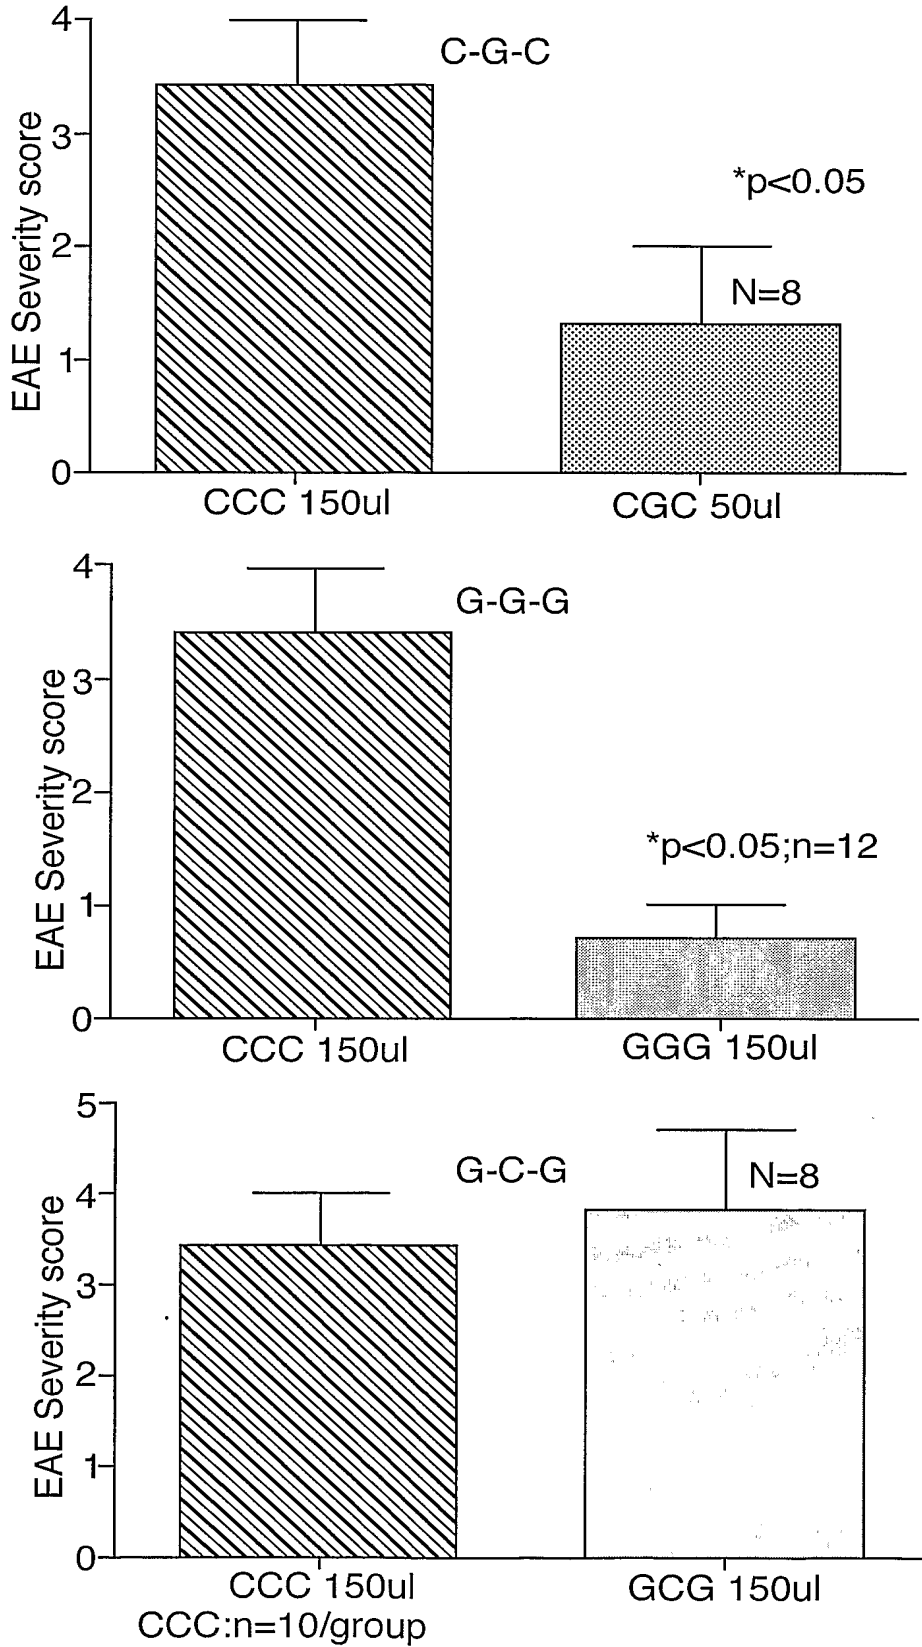 4
C-G-C
3
*p<0.05
2
N=8
1
0
EAE Severity score
CCC 150ul
CGC 50ul
4
G-G-G
3
2
*p<0.05;n=12
1
0
EAE Severity score
CCC 150ul
GGG 150ul
5
G-C-G
N=8
4
3
2
1
0
EAE Severity score
CCC 150ul
GCG 150ul
CCC:n=10/group